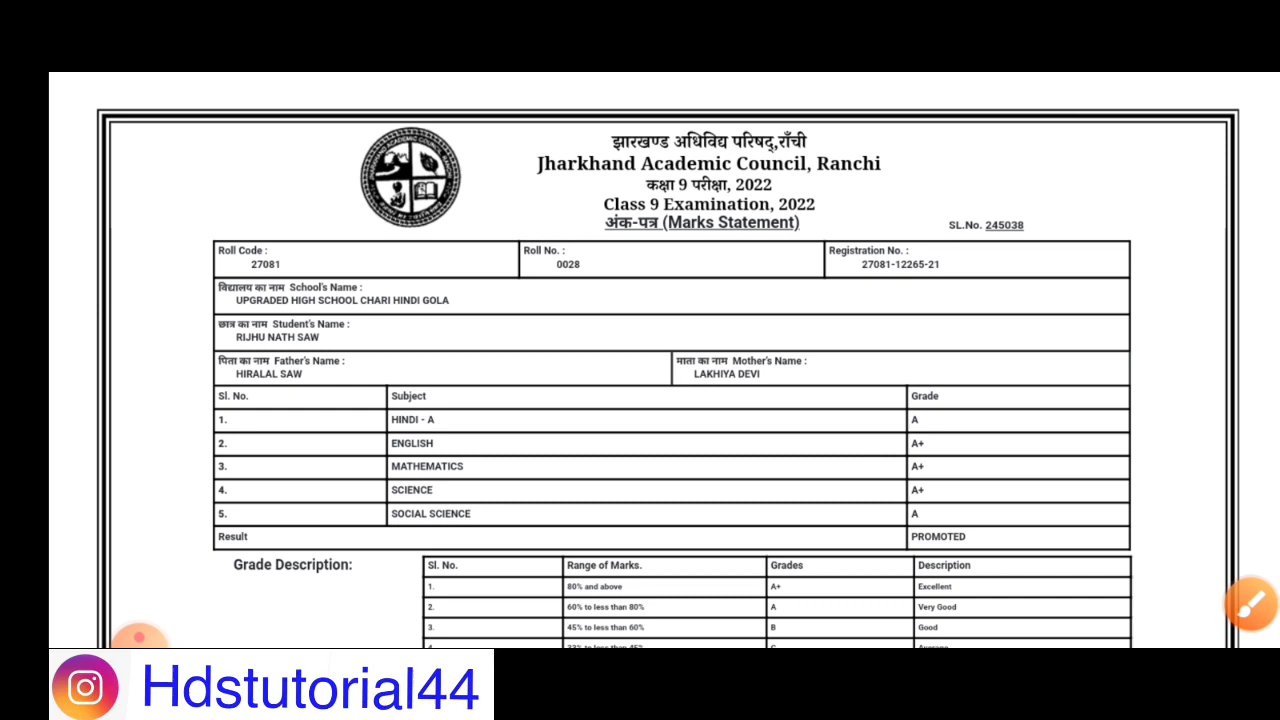 झारखण्ड अधिविद्य परिषद्,राँची
Jharkhand Academic Council, Ranchi
कक्षा 9 परीक्षा, 2022
Class 9 Examination, 2022
अंक-पत्र (Marks Statement)
SL.No. 245038
Roll Code : Roll No. : Registration No. :
27081 0028 27081-12265-21
विद्यालय का नाम School's Name :
UPGRADED HIGH SCHOOL CHARI HINDI GOLA
छात्र का नाम Student's Name :
RIJHU NATH SAW
पिता का नाम Father's Name : माता का नाम Mother's Name :
HIRALAL SAW LAKHIYA DEVI
Sl. No. Subject Grade
1. HINDI - A A
2. ENGLISH A+
3. MATHEMATICS A+
4. SCIENCE A+
5. SOCIAL SCIENCE A
Result PROMOTED
Grade Description:
Sl. No. Range of Marks. Grades Description
1. 80% and above A+ Excellent
2. 60% to less than 80% A Very Good
3. 45% to less than 60% B Good
Hdstutorial44